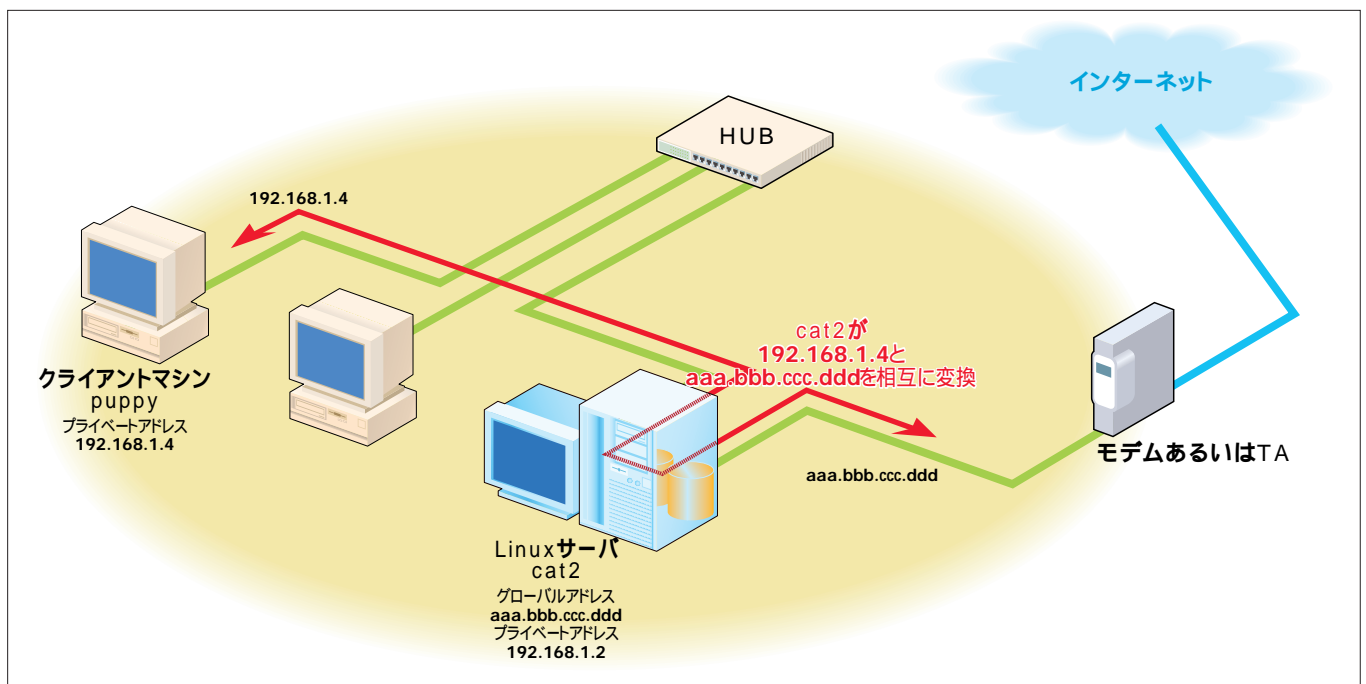 インターネット
HUB
192.168.1.4
クライアントマシン
puppy
プライベートアドレス
192.168.1.4
cat2が
192.168.1.4と
aaa.bbb.ccc.dddを相互に変換
モデムあるいはTA
aaa.bbb.ccc.ddd
Linuxサーバ
cat2
グローバルアドレス
aaa.bbb.ccc.ddd
プライベートアドレス
192.168.1.2